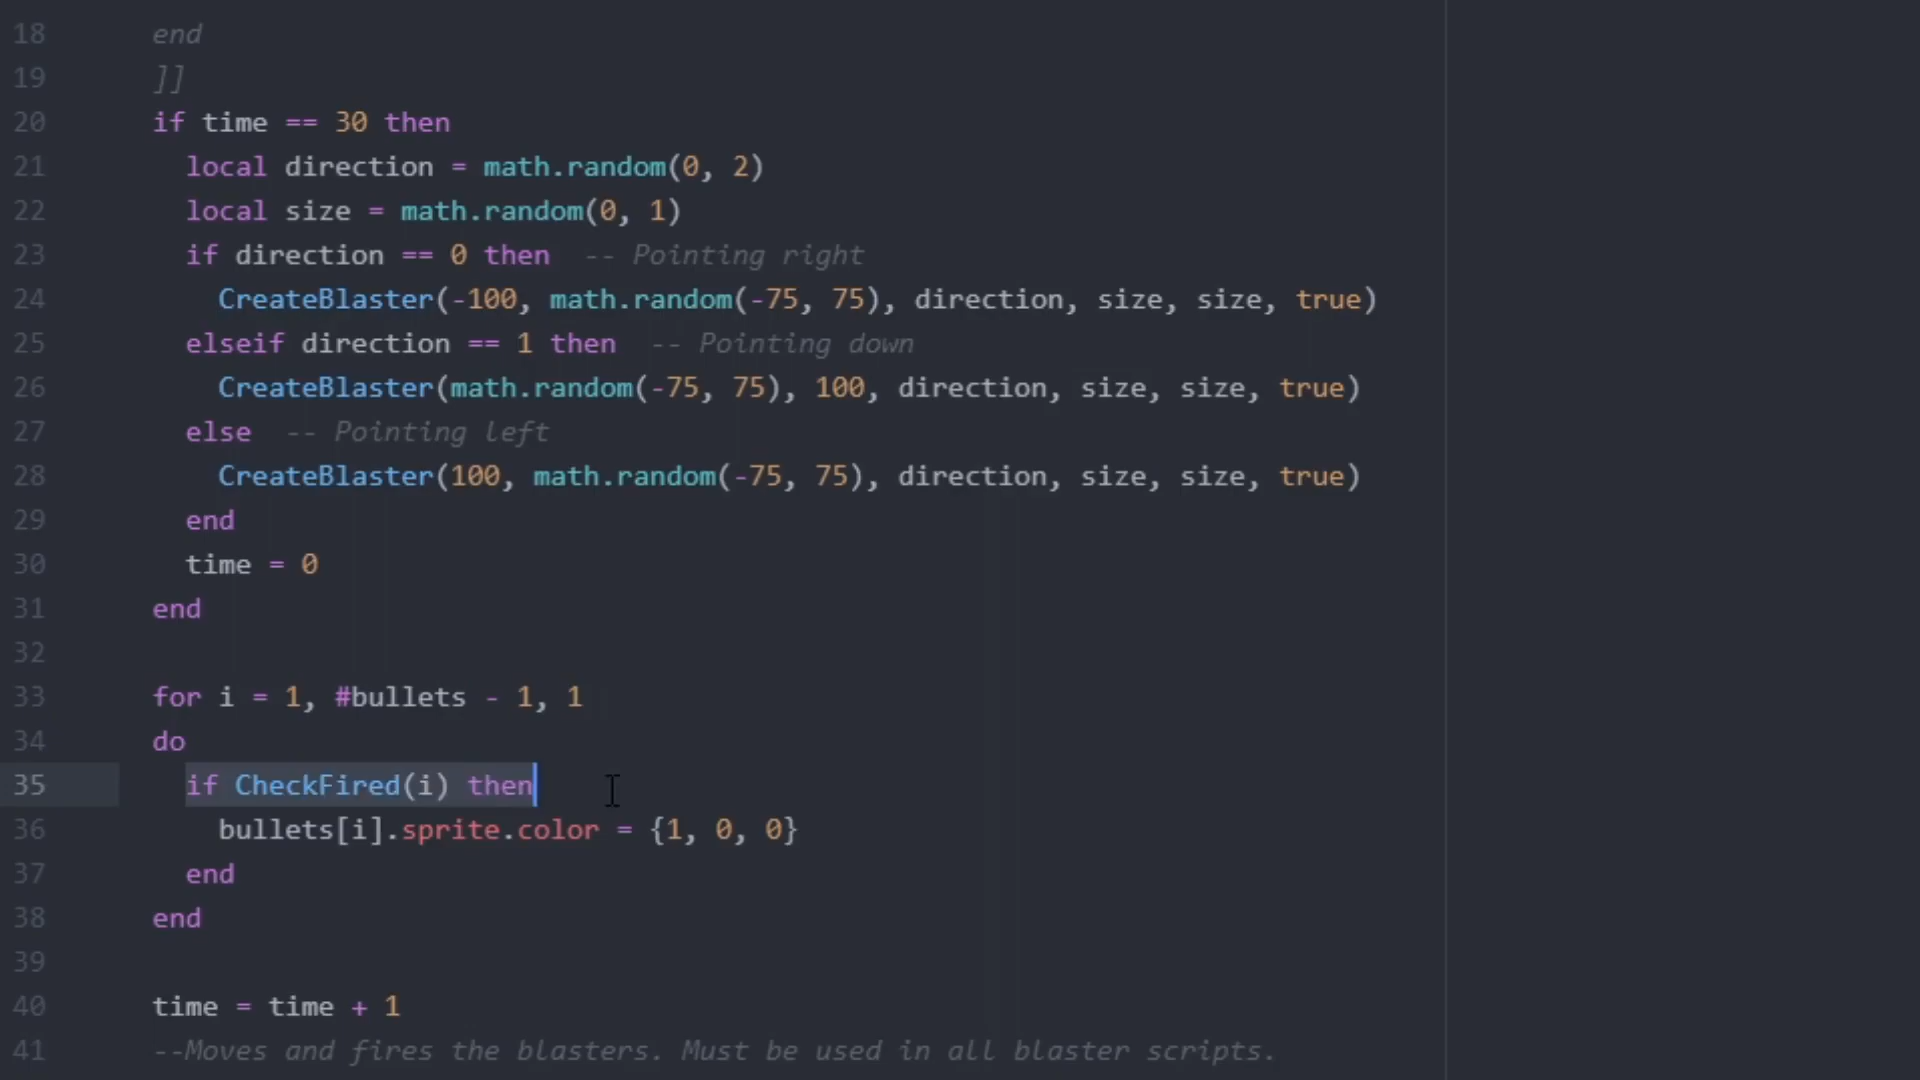 18 end
19 ]]
20 if time == 30 then
21 local direction = math.random(0, 2)
22 local size = math.random(0, 1)
23 if direction == 0 then -- Pointing right
24 CreateBlaster(-100, math.random(-75, 75), direction, size, size, true)
25 elseif direction == 1 then -- Pointing down
26 CreateBlaster(math.random(-75, 75), 100, direction, size, size, true)
27 else -- Pointing left
28 CreateBlaster(100, math.random(-75, 75), direction, size, size, true)
29 end
30 time = 0
31 end
32
33 for i = 1, #bullets - 1, 1
34 do
35 if CheckFired(i) then
36 bullets[i].sprite.color = {1, 0, 0}
37 end
38 end
39
40 time = time + 1
41 --Moves and fires the blasters. Must be used in all blaster scripts.